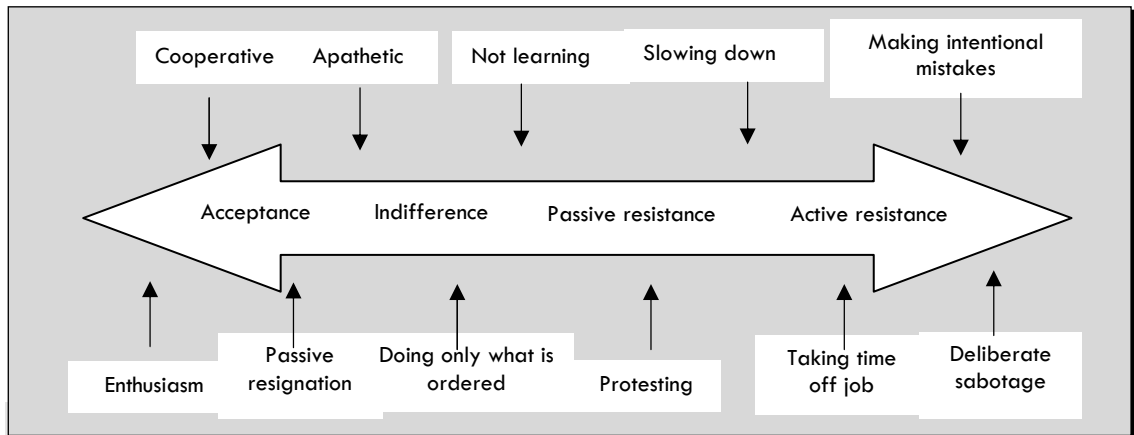 Cooperative
Apathetic
Not learning
Slowing down
Making intentional
mistakes
Acceptance
Indifference
Passive resistance
Active resistance
Enthusiasm
Passive
resignation
Doing only what is
ordered
Protesting
Taking time
off job
Deliberate
sabotage